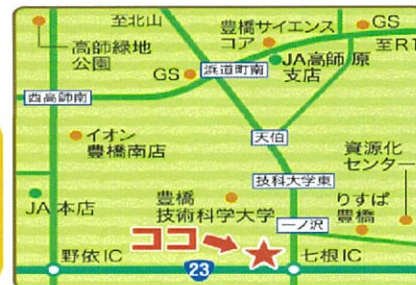 至北山
豊橋サイエンス
コア
GS
高師緑地
公園
JA高師 原
支店
至RT
GS
浜道町南
西高師南
イオン
豊橋南店
天伯
資源化
センター
技科大学東
JA 本店
豊橋
技術科学大学
りすぱ
豊橋
一ノ沢
ココ
野依IC
23
七根IC